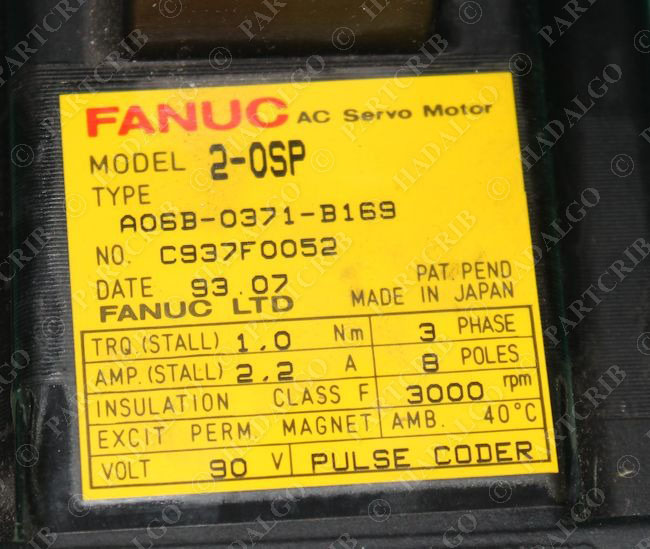 FANUC AC Servo Motor
MODEL 2-0SP
TYPE
A06B-0371-B169
NO. C937F0052
DATE 93.07
PAT. PEND
FANUC LTD MADE IN JAPAN
TRQ.(STALL) 1.0 Nm 3 PHASE
AMP.(STALL) 2.2 A 8 POLES
INSULATION CLASS F 3000 rpm
EXCIT PERM. MAGNET AMB. 40°C
VOLT 90 V PULSE CODER
© PARTCRIB
© HADALGO